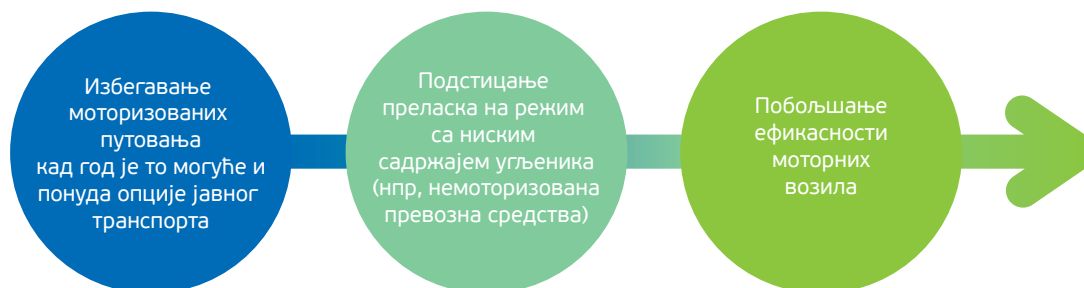 Избегавање
моторизованих
путовања
кад год је то могуће и
понуда опције јавног
транспорта
Подстицање
преласка на режим
са ниским
садржајем угљеника
(нпр, немоторизована
превозна средства)
Побољшање
ефикасности
моторних
возила